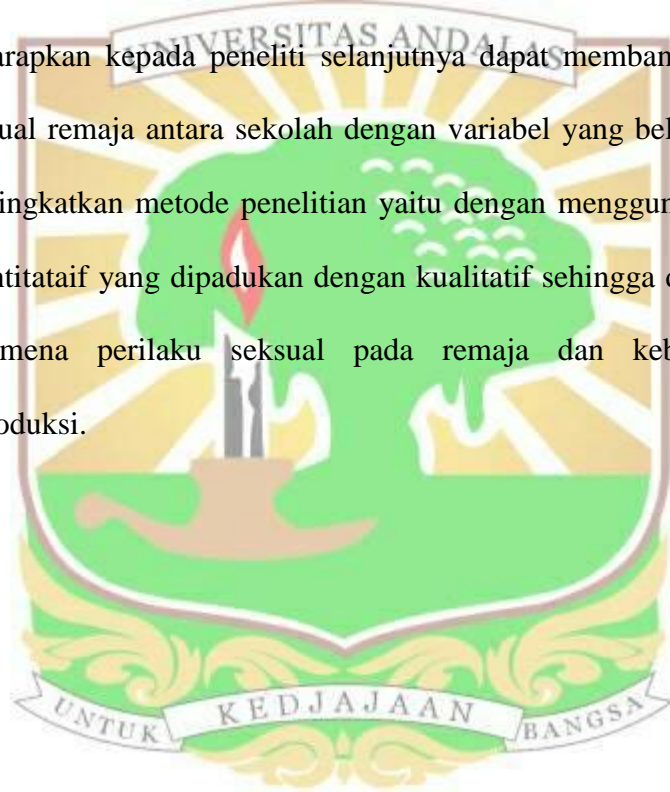 UNIVERSITAS ANDALAS
arapkan kepada peneliti selanjutnya dapat memban
ual remaja antara sekolah dengan variabel yang bel
ingkatkan metode penelitian yaitu dengan menggun
ntitataif yang dipadukan dengan kualitatif sehingga
mena perilaku seksual pada remaja dan keb
oduksi.
UNTUK KEDJAJAAN BANGSA